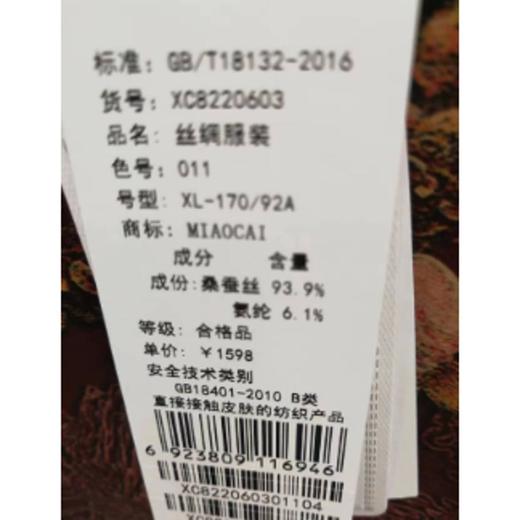 标准: GB/T18132-2016
货号: XC8220603
品名: 丝绸服装
色号: 011
号型: XL-170/92A
商标: MIAOCAI
成分 含量
成份:桑蚕丝 93.9%
氨纶 6.1%
等级: 合格品
单价: ¥1598
安全技术类别
GB18401-2010 B类
直接接触皮肤的纺织产品
6 923809 116946
XC822060301104